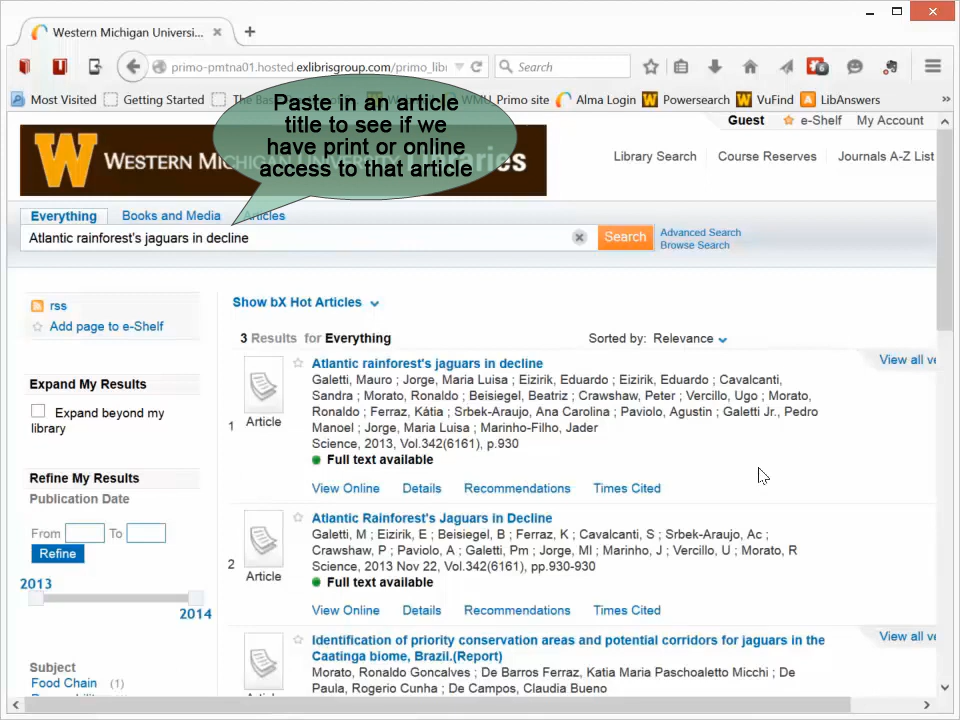 Western Michigan Universi...
primo-pmtna01.hosted.exlibrisgroup.com/primo_libr
Search
Most Visited
Getting Started
WMU Primo site
Alma Login
Powersearch
VuFind
LibAnswers
»
Paste in an article
title to see if we
have print or online
access to that article
Guest
e-Shelf
My Account
WESTERN MICHIGAN
Library Search
Course Reserves
Journals A-Z List
Everything
Books and Media
Articles
Atlantic rainforest's jaguars in decline
Search
Advanced Search
Browse Search
rss
Add page to e-Shelf
Expand My Results
Expand beyond my
library
Refine My Results
Publication Date
From
To
Refine
2013
2014
Subject
Food Chain (1)
Show bX Hot Articles
3 Results for Everything
Sorted by: Relevance
1
Article
Atlantic rainforest's jaguars in decline
View all ve
Galetti, Mauro ; Jorge, Maria Luisa ; Eizirik, Eduardo ; Eizirik, Eduardo ; Cavalcanti,
Sandra ; Morato, Ronaldo ; Beisiegel, Beatriz ; Crawshaw, Peter ; Vercillo, Ugo ; Morato,
Ronaldo ; Ferraz, Kátia ; Srbek-Araujo, Ana Carolina ; Paviolo, Agustin ; Galetti Jr., Pedro
Manoel ; Jorge, Maria Luisa ; Marinho-Filho, Jader
Science, 2013, Vol.342(6161), p.930
Full text available
View Online
Details
Recommendations
Times Cited
2
Article
Atlantic Rainforest's Jaguars in Decline
Galetti, M ; Eizirik, E ; Beisiegel, B ; Ferraz, K ; Cavalcanti, S ; Srbek-Araujo, Ac ;
Crawshaw, P ; Paviolo, A ; Galetti, Pm ; Jorge, Ml ; Marinho, J ; Vercillo, U ; Morato, R
Science, 2013 Nov 22, Vol.342(6161), pp.930-930
Full text available
View Online
Details
Recommendations
Times Cited
Identification of priority conservation areas and potential corridors for jaguars in the
Caatinga biome, Brazil.(Report)
View all ve
Morato, Ronaldo Goncalves ; De Barros Ferraz, Katia Maria Paschoaletto Micchi ; De
Paula, Rogerio Cunha ; De Campos, Claudia Bueno